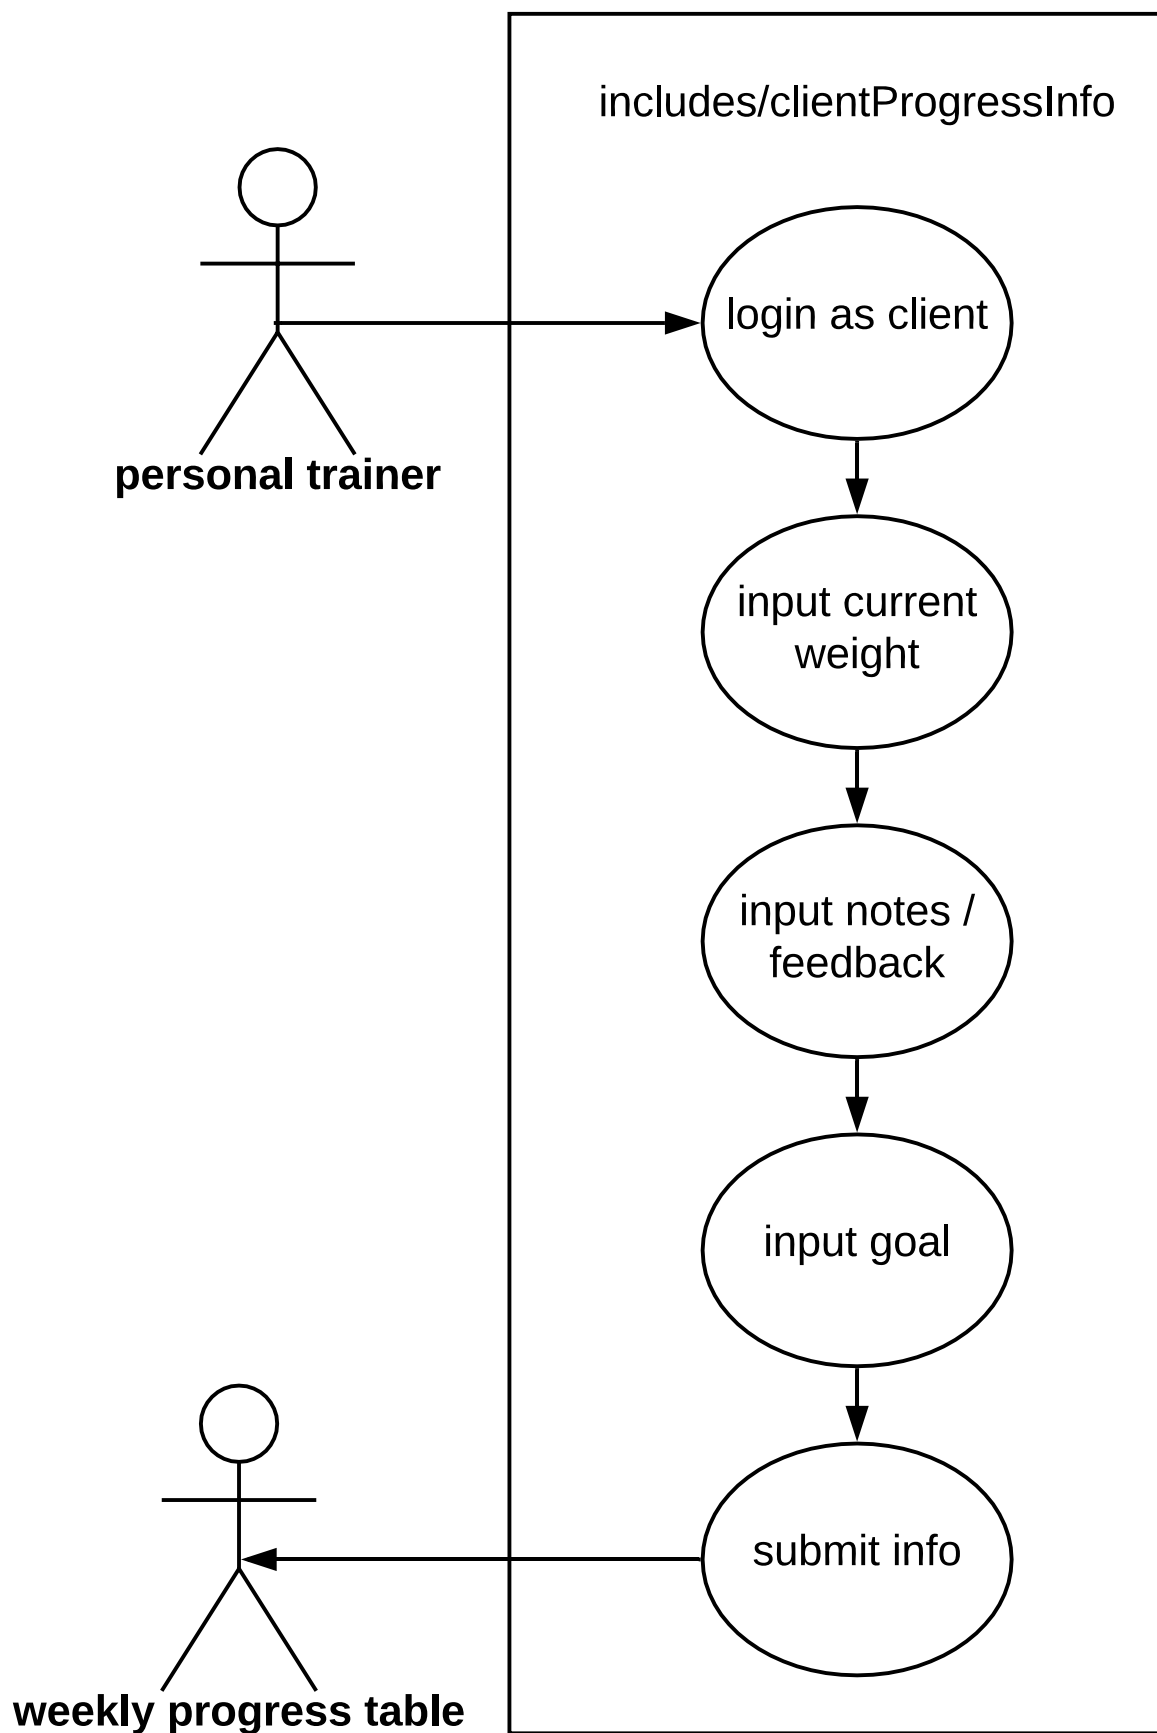 includes/clientProgressInfo
login as client
personal trainer
input current
weight
input notes /
feedback
input goal
submit info
weekly progress table